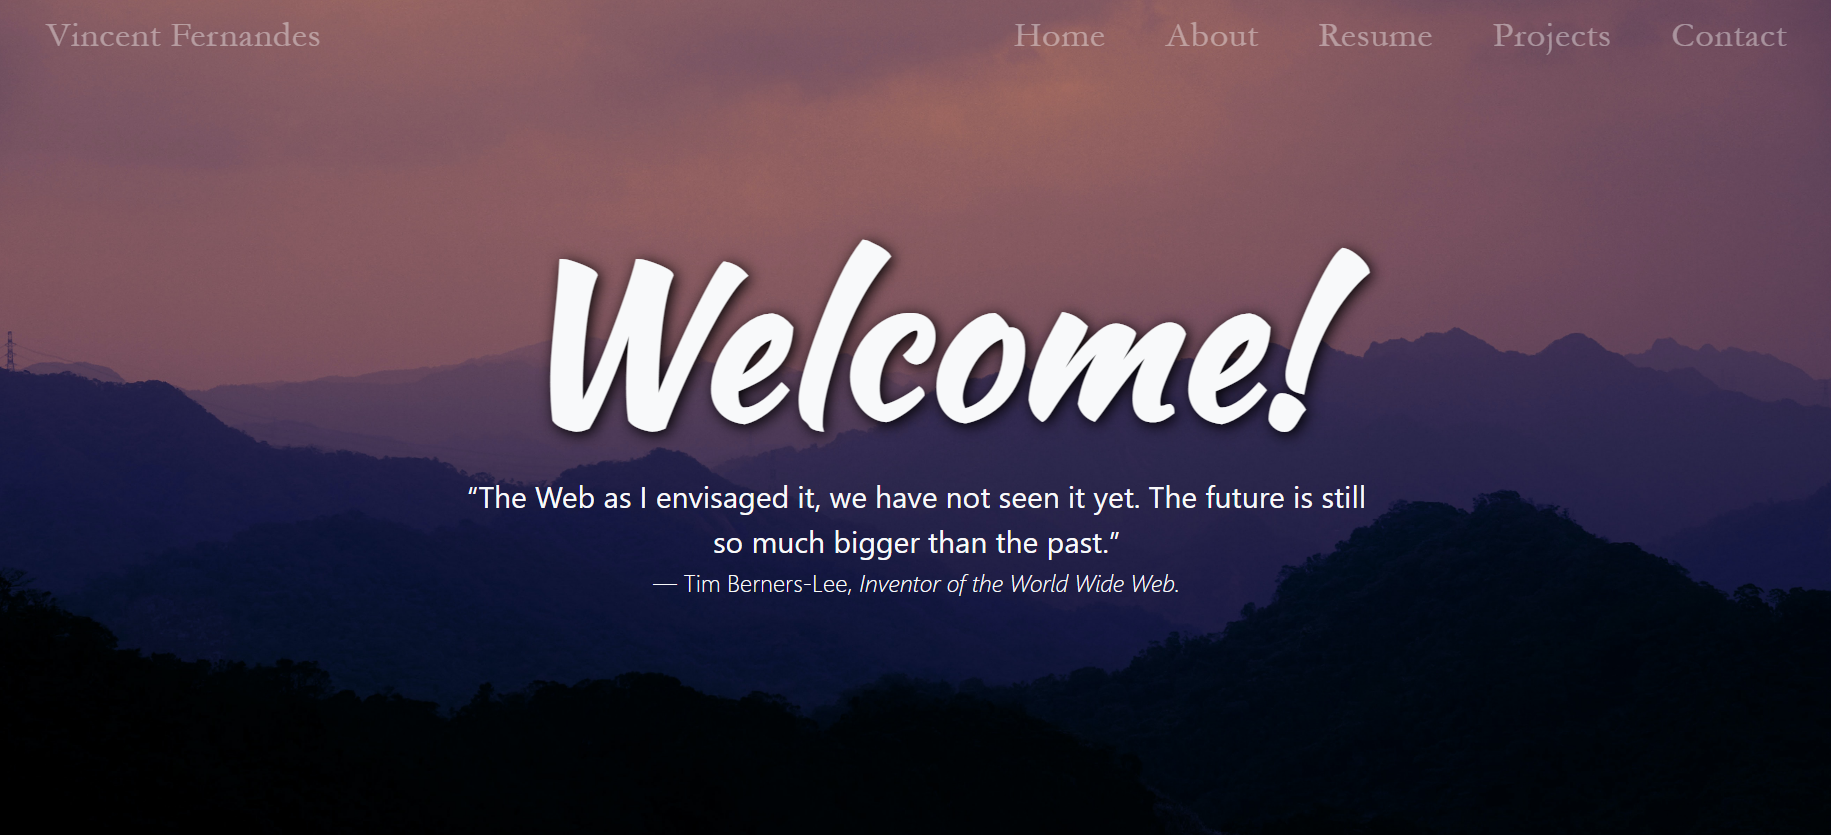 Vincent Fernandes Home About Resume Projects Contact
Welcome!
“The Web as I envisaged it, we have not seen it yet. The future is still
so much bigger than the past.”
— Tim Berners-Lee, Inventor of the World Wide Web.